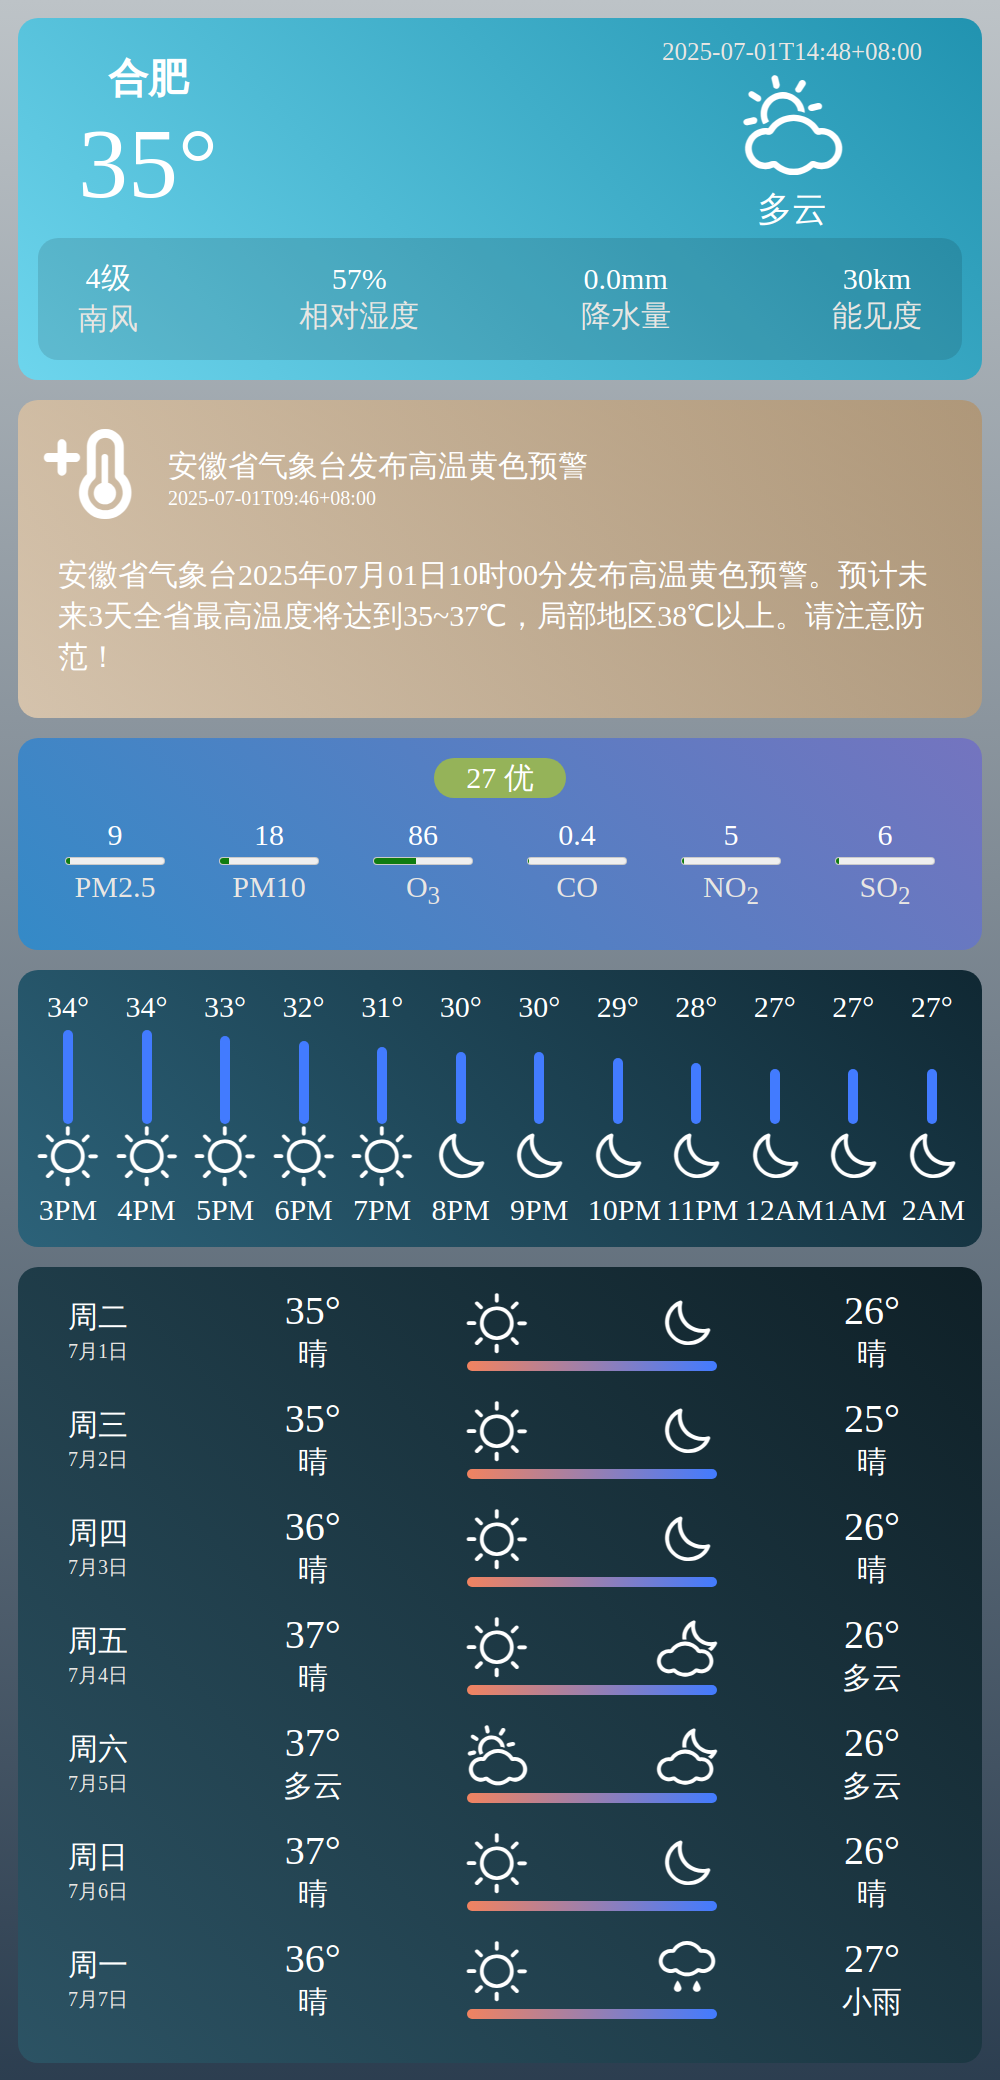 合肥
2025-07-01T14:48+08:00
35°
多云
4级 57% 0.0mm 30km
南风 相对湿度 降水量 能见度
安徽省气象台发布高温黄色预警
2025-07-01T09:46+08:00
安徽省气象台2025年07月01日10时00分发布高温黄色预警。预计未
来3天全省最高温度将达到35~37℃，局部地区38℃以上。请注意防
范！
27 优
9 18 86 0.4 5 6
PM2.5 PM10 O3 CO NO2 SO2
34° 34° 33° 32° 31° 30° 30° 29° 28° 27° 27° 27°
3PM 4PM 5PM 6PM 7PM 8PM 9PM 10PM 11PM 12AM 1AM 2AM
周二 35° 26°
7月1日 晴 晴
周三 35° 25°
7月2日 晴 晴
周四 36° 26°
7月3日 晴 晴
周五 37° 26°
7月4日 晴 多云
周六 37° 26°
7月5日 多云 多云
周日 37° 26°
7月6日 晴 晴
周一 36° 27°
7月7日 晴 小雨